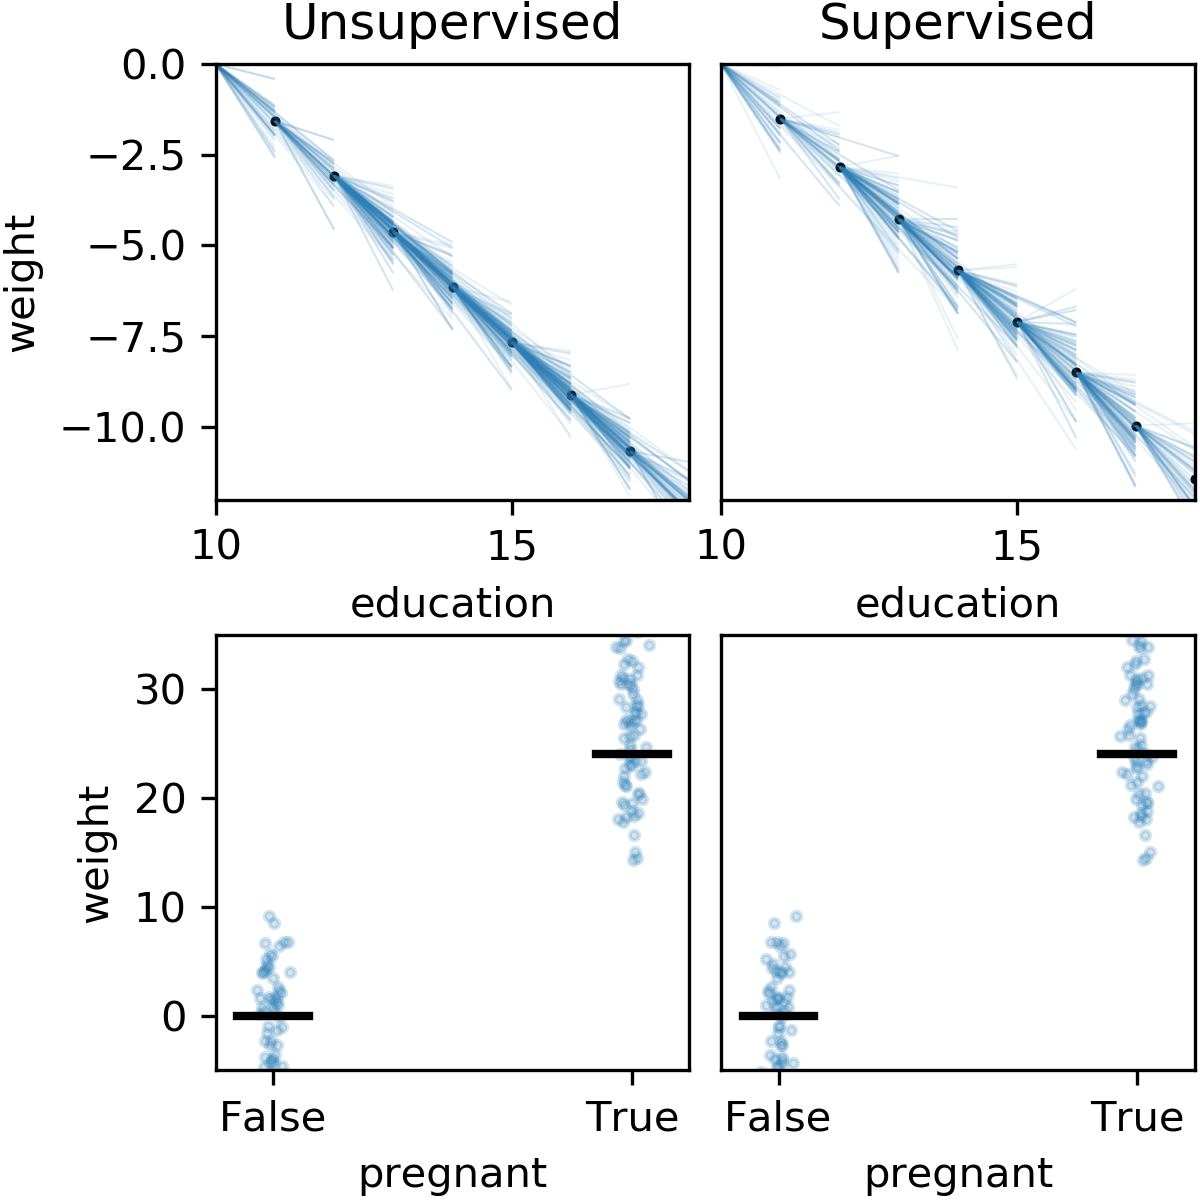 Unsupervised
Supervised
0.0
−2.5
−5.0
−7.5
−10.0
weight
10
15
10
15
education
education
30
20
10
0
weight
False
True
False
True
pregnant
pregnant